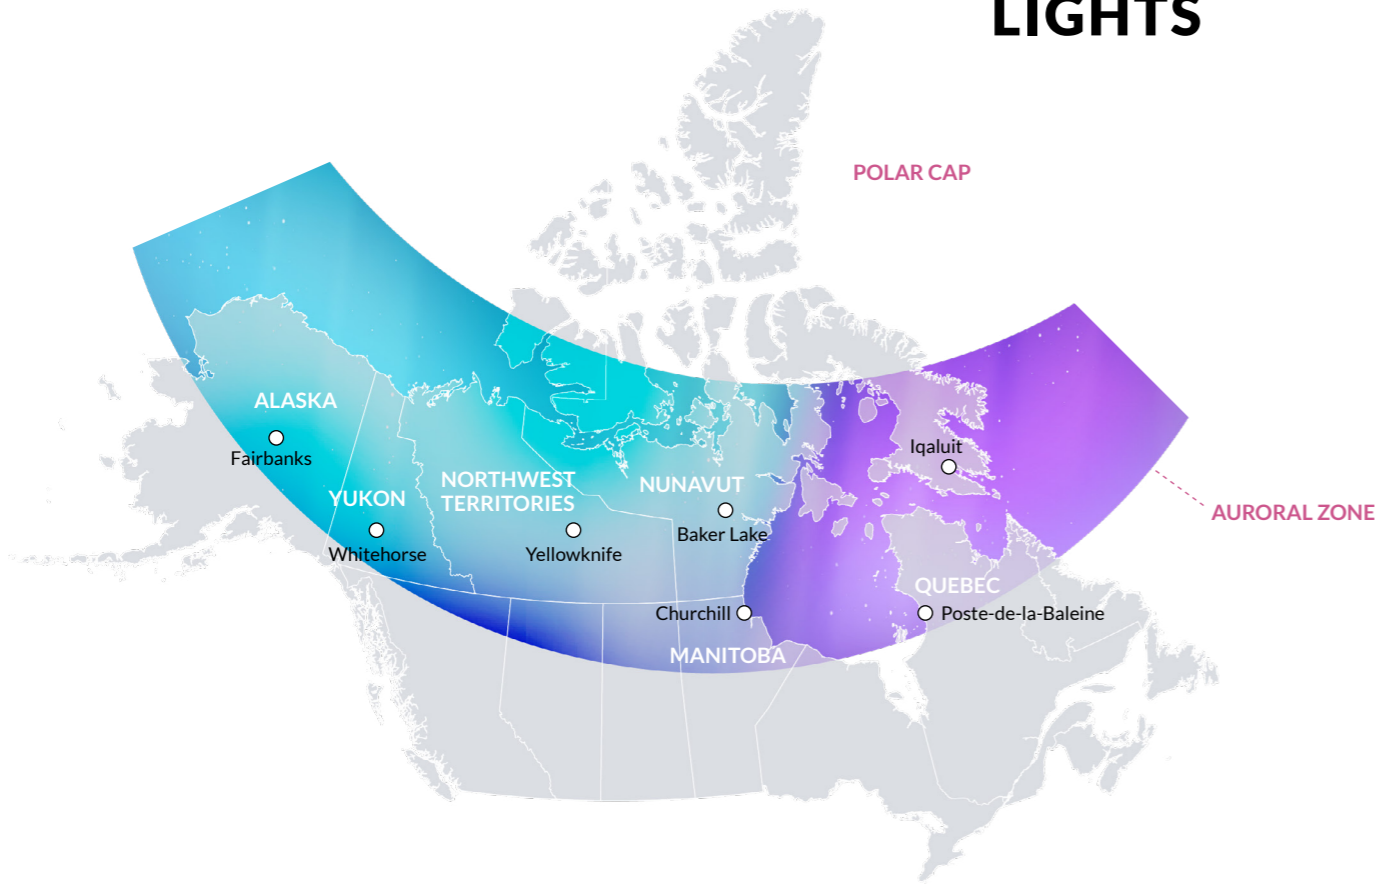 LIGHTS
POLAR CAP
ALASKA
Fairbanks
YUKON
Whitehorse
NORTHWEST
TERRITORIES
Yellowknife
NUNAVUT
Baker Lake
Iqaluit
AURORAL ZONE
QUEBEC
Poste-de-la-Baleine
Churchill
MANITOBA